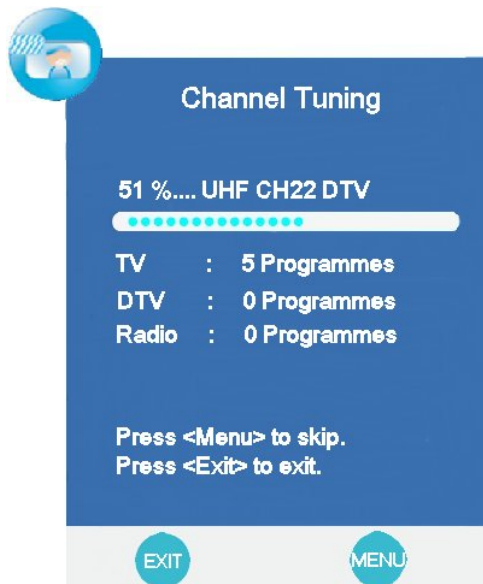 Channel Tuning
51 %.... UHF CH22 DTV
TV : 5 Programmes
DTV : 0 Programmes
Radio : 0 Programmes
Press <Menu> to skip.
Press <Exit> to exit.
EXIT MENU